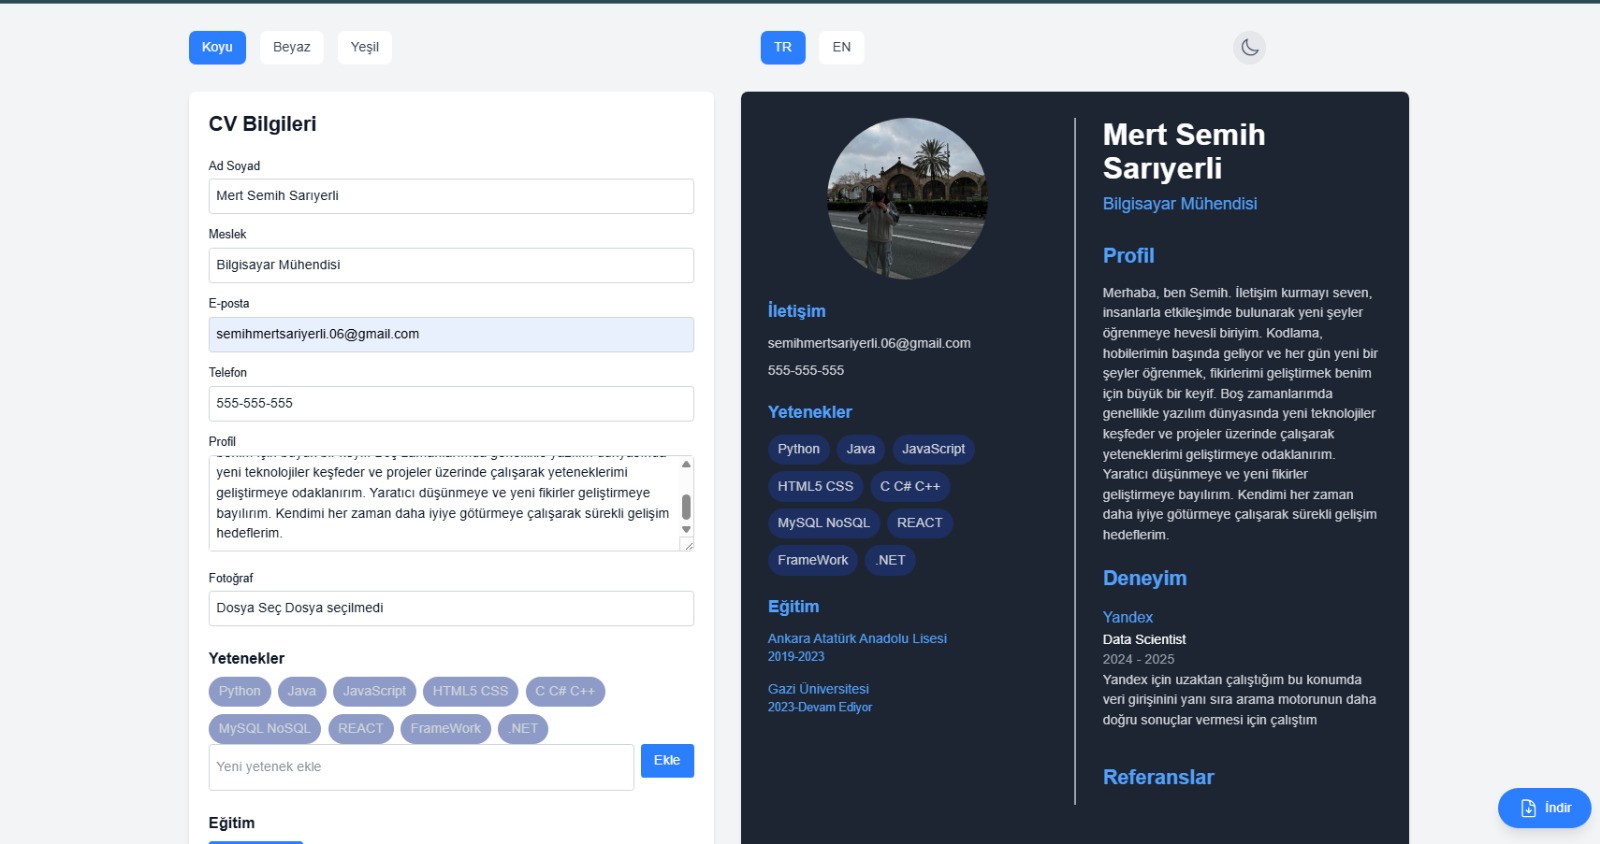 Koyu
Beyaz
Yeşil
TR
EN
CV Bilgileri
Ad Soyad
Mert Semih Sarıyerli
Meslek
Bilgisayar Mühendisi
E-posta
semihmertsariyerli.06@gmail.com
Telefon
555-555-555
Profil
yeni teknolojiler keşfeder ve projeler üzerinde çalışarak yeteneklerimi
geliştirmeye odaklanırım. Yaratıcı düşünmeye ve yeni fikirler geliştirmeye
bayılırım. Kendimi her zaman daha iyiye götürmeye çalışarak sürekli gelişim
hedeflerim.
Fotoğraf
Dosya Seç Dosya seçilmedi
Yetenekler
Python
Java
JavaScript
HTML5 CSS
C C# C++
MySQL NoSQL
REACT
FrameWork
.NET
Yeni yetenek ekle
Ekle
Eğitim
İletişim
semihmertsariyerli.06@gmail.com
555-555-555
Yetenekler
Python
Java
JavaScript
HTML5 CSS
C C# C++
MySQL NoSQL
REACT
FrameWork
.NET
Eğitim
Ankara Atatürk Anadolu Lisesi
2019-2023
Gazi Üniversitesi
2023-Devam Ediyor
Mert Semih
Sarıyerli
Bilgisayar Mühendisi
Profil
Merhaba, ben Semih. İletişim kurmayı seven,
insanlarla etkileşimde bulunarak yeni şeyler
öğrenmeye hevesli biriyim. Kodlama,
hobilerimin başında geliyor ve her gün yeni bir
şeyler öğrenmek, fikirlerimi geliştirmek benim
için büyük bir keyif. Boş zamanlarımda
genellikle yazılım dünyasında yeni teknolojiler
keşfeder ve projeler üzerinde çalışarak
yeteneklerimi geliştirmeye odaklanırım.
Yaratıcı düşünmeye ve yeni fikirler
geliştirmeye bayılırım. Kendimi her zaman
daha iyiye götürmeye çalışarak sürekli gelişim
hedeflerim.
Deneyim
Yandex
Data Scientist
2024 - 2025
Yandex için uzaktan çalıştığım bu konumda
veri girişinini yanı sıra arama motorunun daha
doğru sonuçlar vermesi için çalıştım
Referanslar
İndir